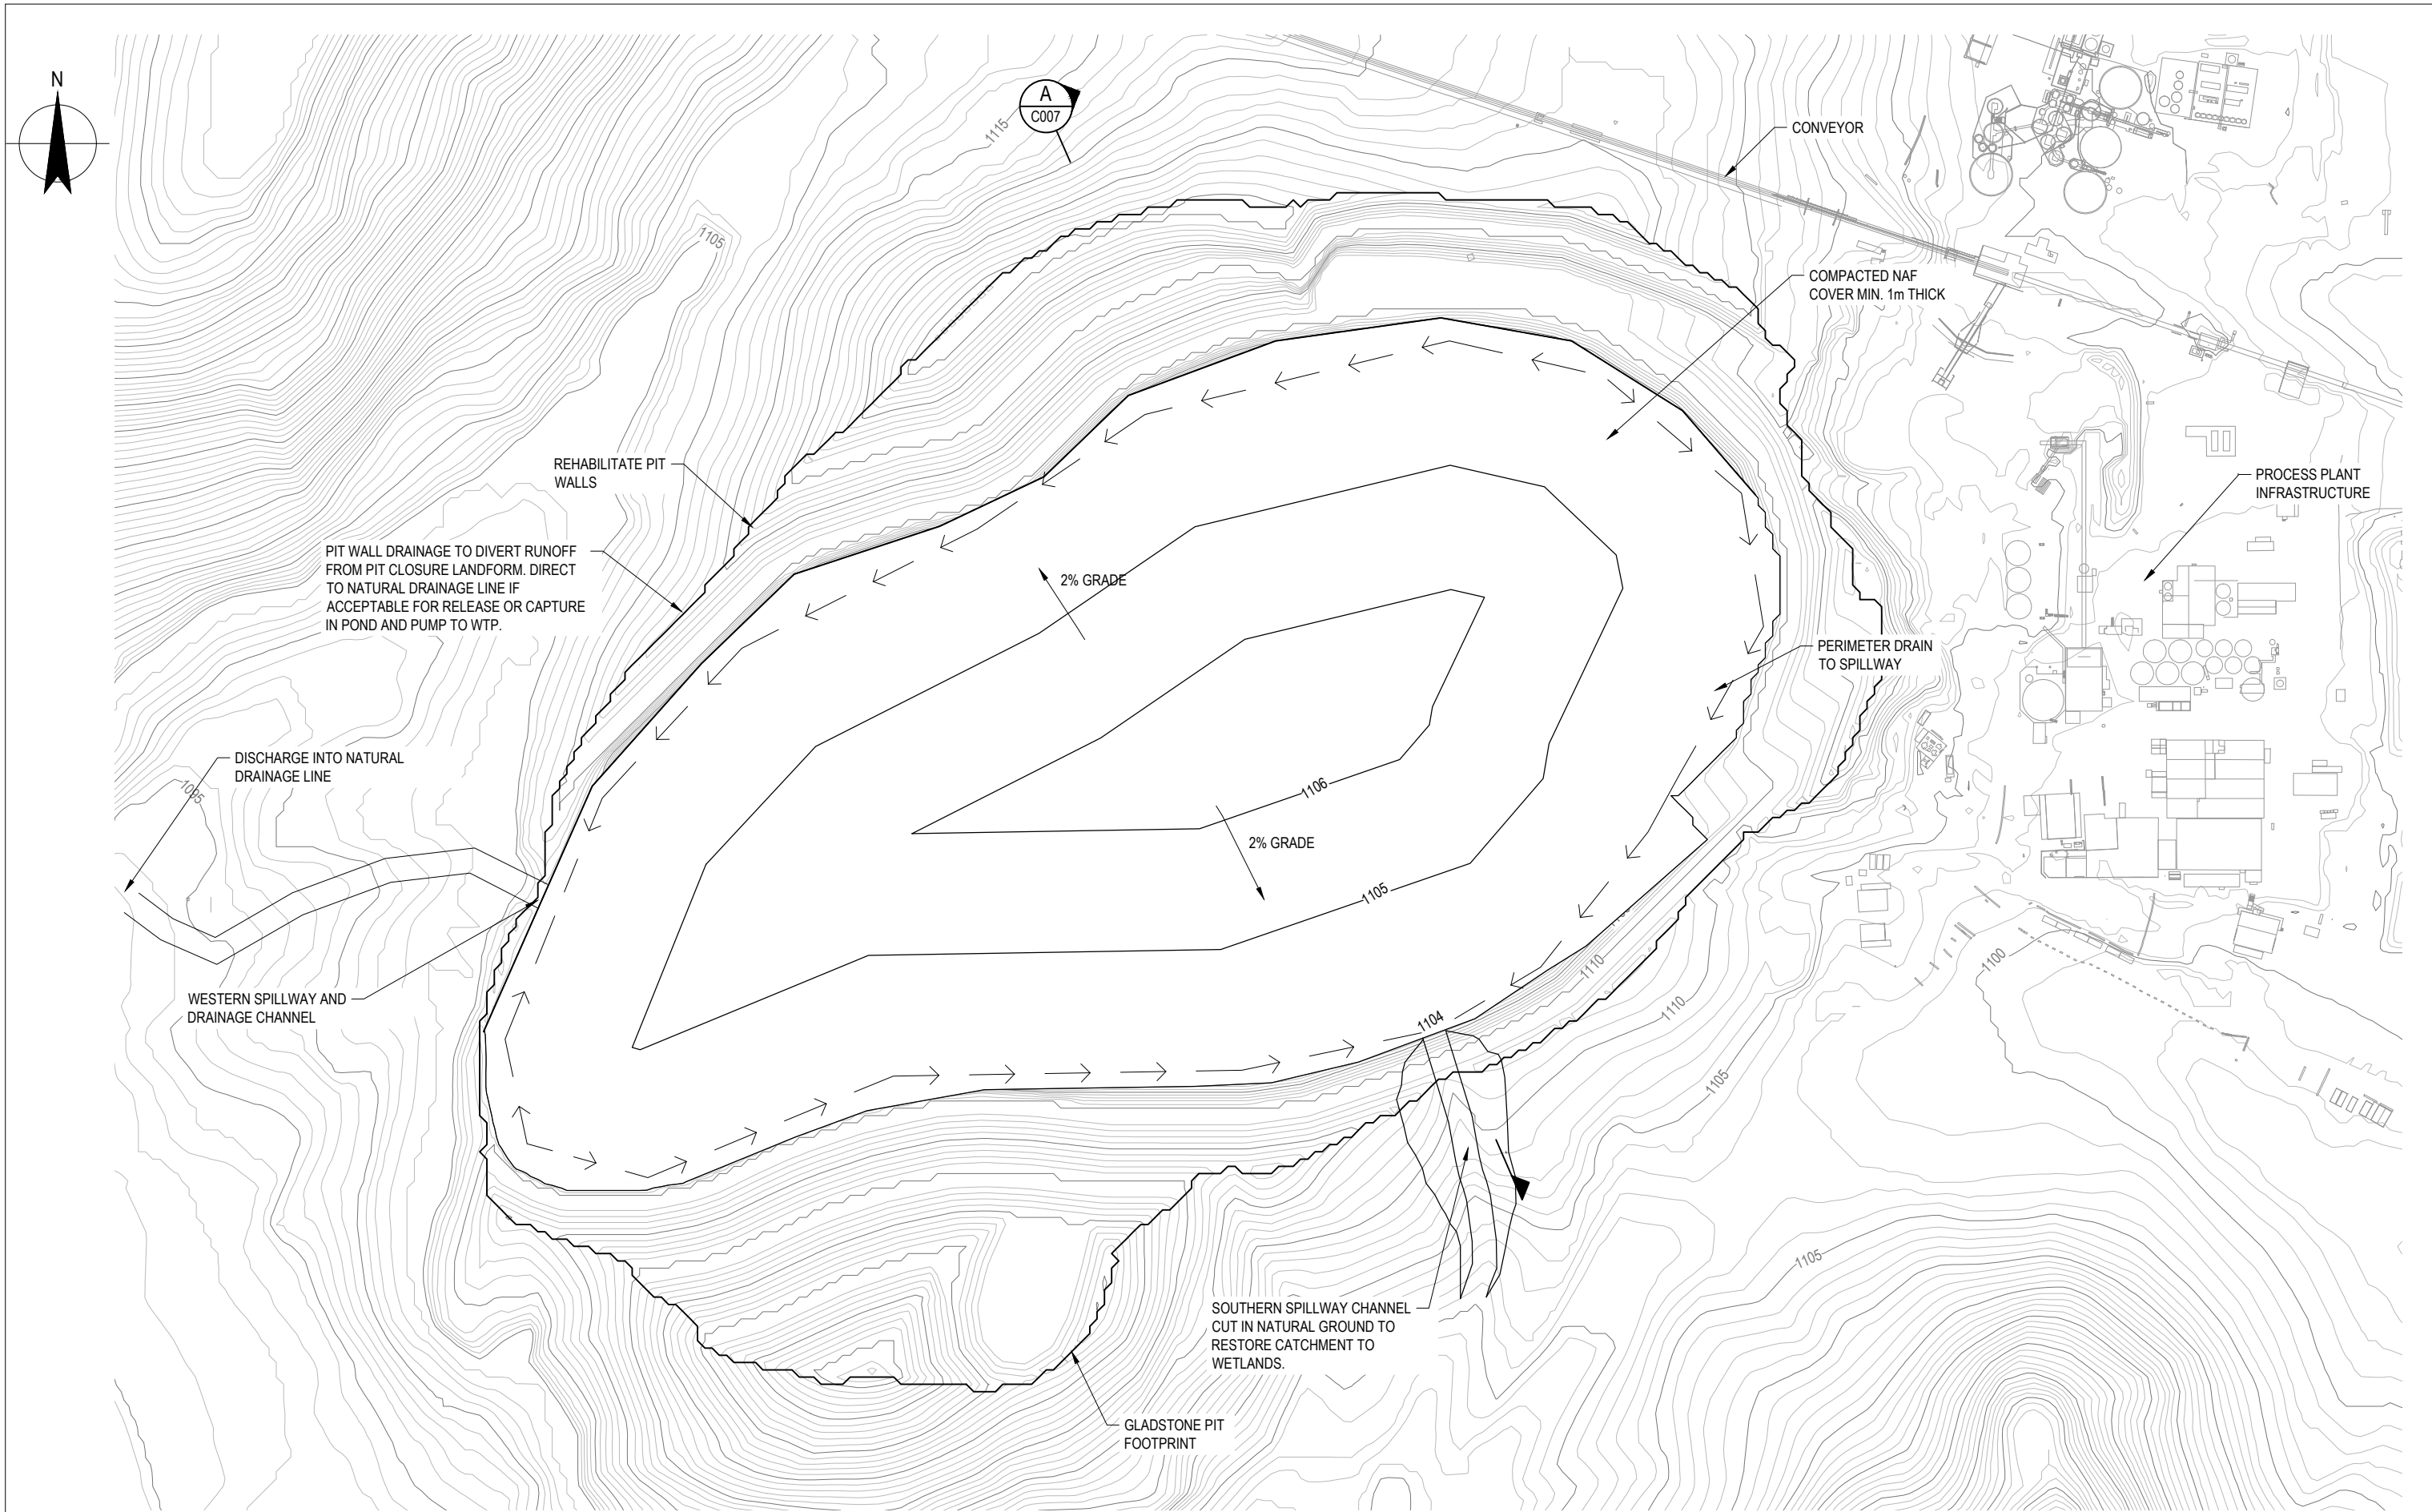 N
A
C007
1115
CONVEYOR
1105
COMPACTED NAF
COVER MIN. 1m THICK
REHABILITATE PIT
WALLS
PROCESS PLANT
INFRASTRUCTURE
PIT WALL DRAINAGE TO DIVERT RUNOFF
FROM PIT CLOSURE LANDFORM. DIRECT
TO NATURAL DRAINAGE LINE IF
ACCEPTABLE FOR RELEASE OR CAPTURE
IN POND AND PUMP TO WTP.
2% GRADE
PERIMETER DRAIN
TO SPILLWAY
DISCHARGE INTO NATURAL
DRAINAGE LINE
1095
1106
2% GRADE
1105
1110
1100
WESTERN SPILLWAY AND
DRAINAGE CHANNEL
1110
1104
1105
1105
SOUTHERN SPILLWAY CHANNEL
CUT IN NATURAL GROUND TO
RESTORE CATCHMENT TO
WETLANDS.
GLADSTONE PIT
FOOTPRINT